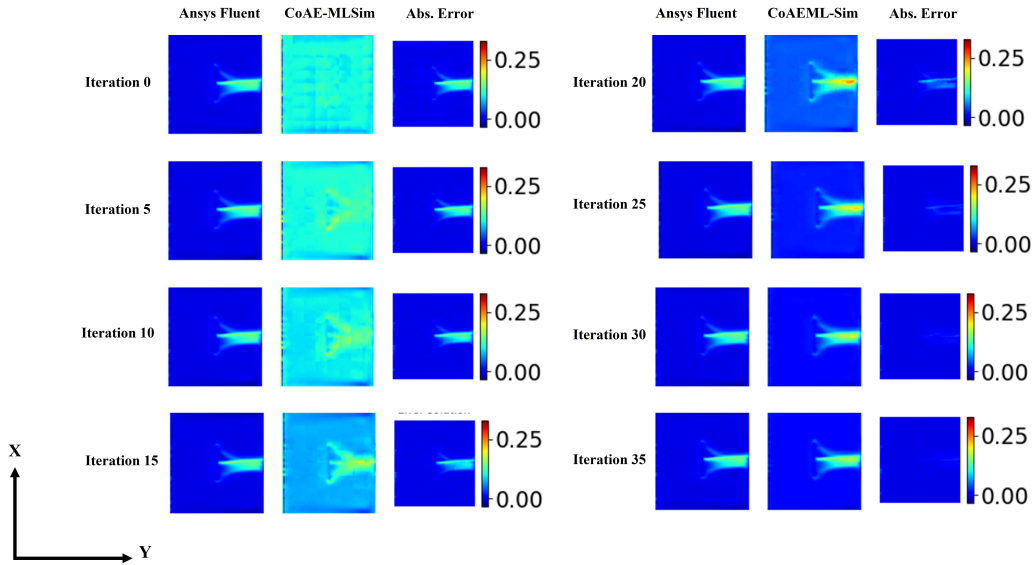 Ansys Fluent CoAE-MLSim Abs. Error
Iteration 0
0.25
0.00
Iteration 5
0.25
0.00
Iteration 10
0.25
0.00
Iteration 15
0.25
0.00
X
Y
Ansys Fluent CoAEML-Sim Abs. Error
Iteration 20
0.25
0.00
Iteration 25
0.25
0.00
Iteration 30
0.25
0.00
Iteration 35
0.25
0.00